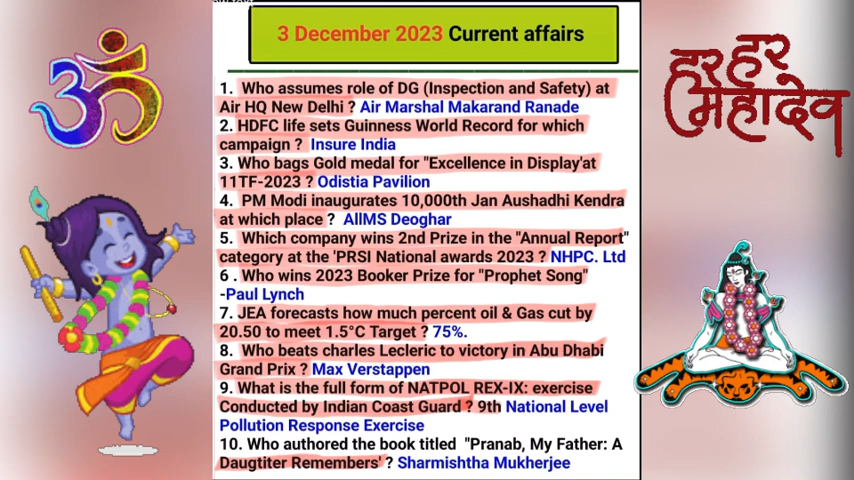 3 December 2023 Current affairs
ॐ
हर हर
महादेव
1. Who assumes role of DG (Inspection and Safety) at
Air HQ New Delhi ? Air Marshal Makarand Ranade
2. HDFC life sets Guinness World Record for which
campaign ? Insure India
3. Who bags Gold medal for "Excellence in Display'at
11TF-2023 ? Odistia Pavilion
4. PM Modi inaugurates 10,000th Jan Aushadhi Kendra
at which place ? AllMS Deoghar
5. Which company wins 2nd Prize in the "Annual Report"
category at the 'PRSI National awards 2023 ? NHPC. Ltd
6 . Who wins 2023 Booker Prize for "Prophet Song"
-Paul Lynch
7. JEA forecasts how much percent oil & Gas cut by
20.50 to meet 1.5°C Target ? 75%.
8. Who beats charles Lecleric to victory in Abu Dhabi
Grand Prix ? Max Verstappen
9. What is the full form of NATPOL REX-IX: exercise
Conducted by Indian Coast Guard ? 9th National Level
Pollution Response Exercise
10. Who authored the book titled "Pranab, My Father: A
Daugtiter Remembers' ? Sharmishtha Mukherjee